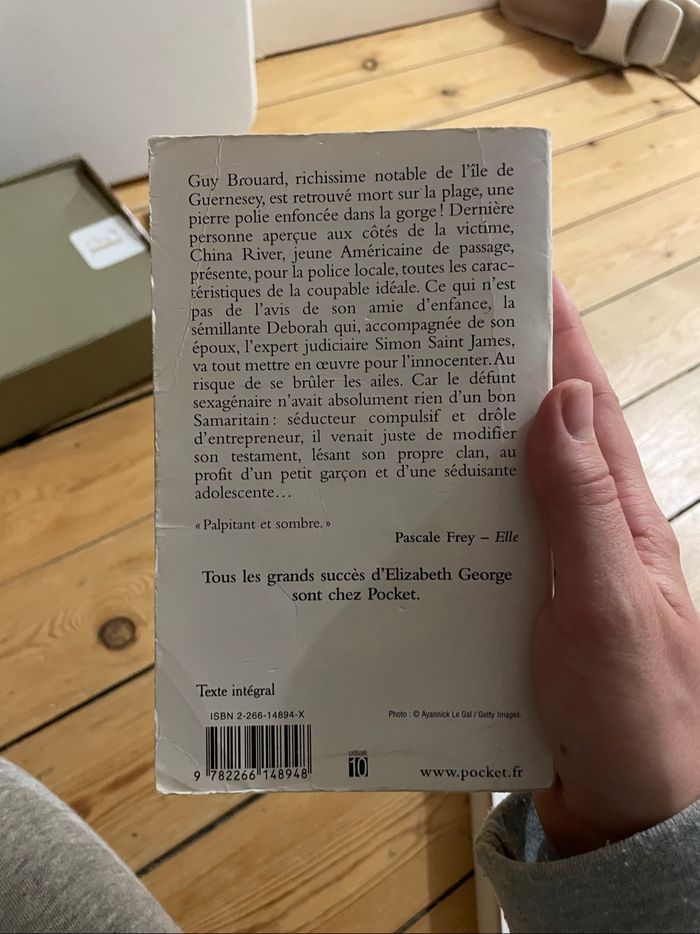 Guy Brouard, richissime notable de l'île de
Guernesey, est retrouvé mort sur la plage, une
pierre polie enfoncée dans la gorge ! Dernière
personne aperçue aux côtés de la victime,
China River, jeune Américaine de passage,
présente, pour la police locale, toutes les carac-
téristiques de la coupable idéale. Ce qui n'est
pas de l'avis de son amie d'enfance, la
sémillante Deborah qui, accompagnée de son
époux, l'expert judiciaire Simon Saint James,
va tout mettre en œuvre pour l'innocenter. Au
risque de se brûler les ailes. Car le défunt
sexagénaire n'avait absolument rien d'un bon
Samaritain : séducteur compulsif et drôle
d'entrepreneur, il venait juste de modifier
son testament, lésant son propre clan, au
profit d'un petit garçon et d'une séduisante
adolescente…
« Palpitant et sombre. »
Pascale Frey – Elle
Tous les grands succès d'Elizabeth George
sont chez Pocket.
Texte intégral
ISBN 2-266-14894-X
Photo : © Ayannick Le Gal / Getty Images.
9 782266 148948
10
www.pocket.fr